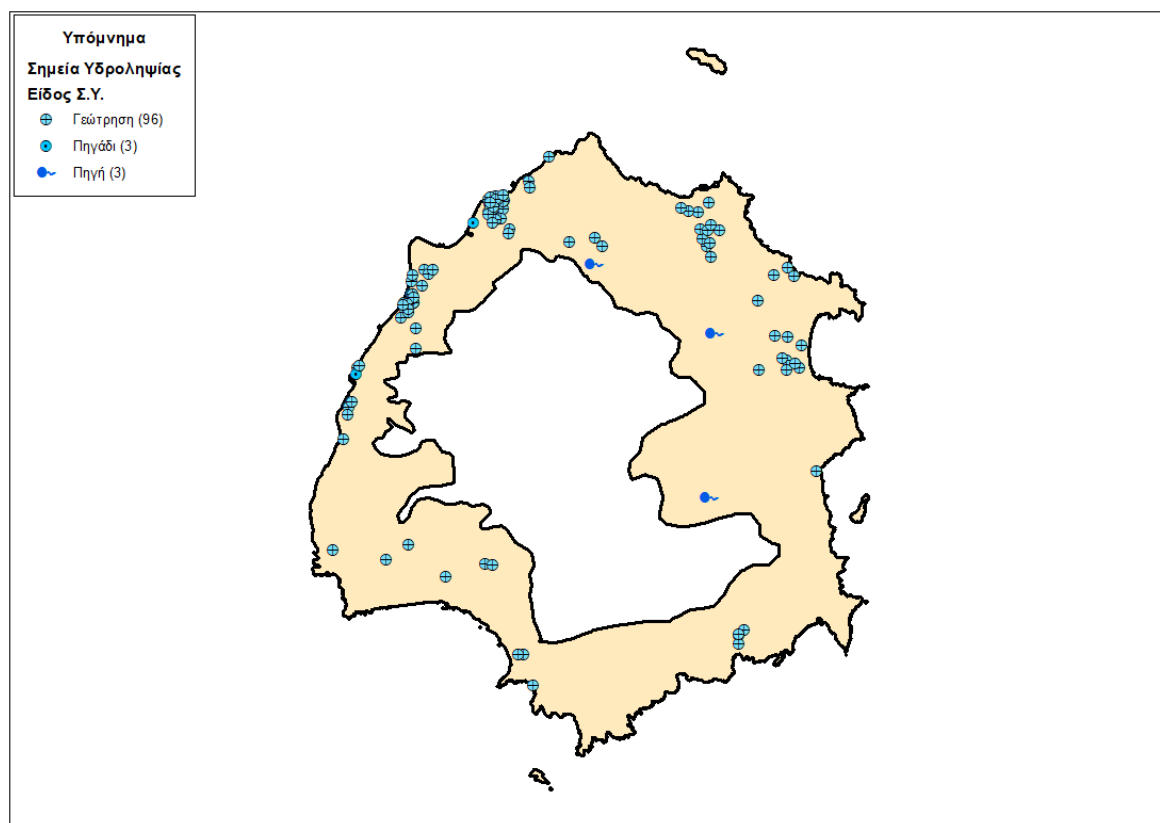 Υπόμνημα
Σημεία Υδροληψίας
Είδος Σ.Υ.
Γεώτρηση (96)
Πηγάδι (3)
Πηγή (3)